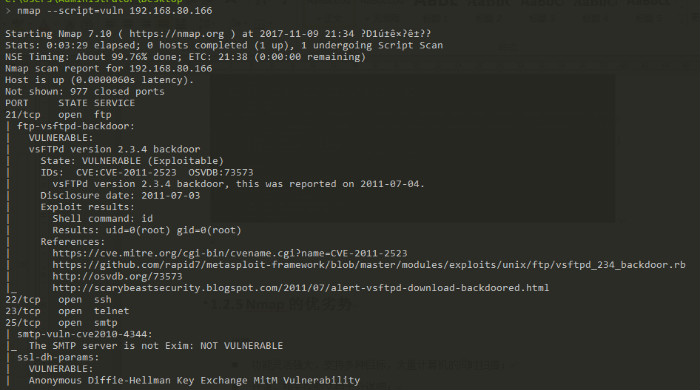 > nmap --script=vuln 192.168.80.166
Starting Nmap 7.10 ( https://nmap.org ) at 2017-11-09 21:34 ?D1ú±ê×?ê±??
Stats: 0:03:29 elapsed; 0 hosts completed (1 up), 1 undergoing Script Scan
NSE Timing: About 99.76% done; ETC: 21:38 (0:00:00 remaining)
Nmap scan report for 192.168.80.166
Host is up (0.0000060s latency).
Not shown: 977 closed ports
PORT     STATE SERVICE
21/tcp   open  ftp
| ftp-vsftpd-backdoor:
|   VULNERABLE:
|   vsFTPd version 2.3.4 backdoor
|     State: VULNERABLE (Exploitable)
|     IDs:  CVE:CVE-2011-2523  OSVDB:73573
|       vsFTPd version 2.3.4 backdoor, this was reported on 2011-07-04.
|     Disclosure date: 2011-07-03
|     Exploit results:
|       Shell command: id
|       Results: uid=0(root) gid=0(root)
|     References:
|       https://cve.mitre.org/cgi-bin/cvename.cgi?name=CVE-2011-2523
|       https://github.com/rapid7/metasploit-framework/blob/master/modules/exploits/unix/ftp/vsftpd_234_backdoor.rb
|       http://osvdb.org/73573
|_      http://scarybeastsecurity.blogspot.com/2011/07/alert-vsftpd-download-backdoored.html
22/tcp   open  ssh
23/tcp   open  telnet
25/tcp   open  smtp
| smtp-vuln-cve2010-4344:
|_  The SMTP server is not Exim: NOT VULNERABLE
| ssl-dh-params:
|   VULNERABLE:
|   Anonymous Diffie-Hellman Key Exchange MitM Vulnerability